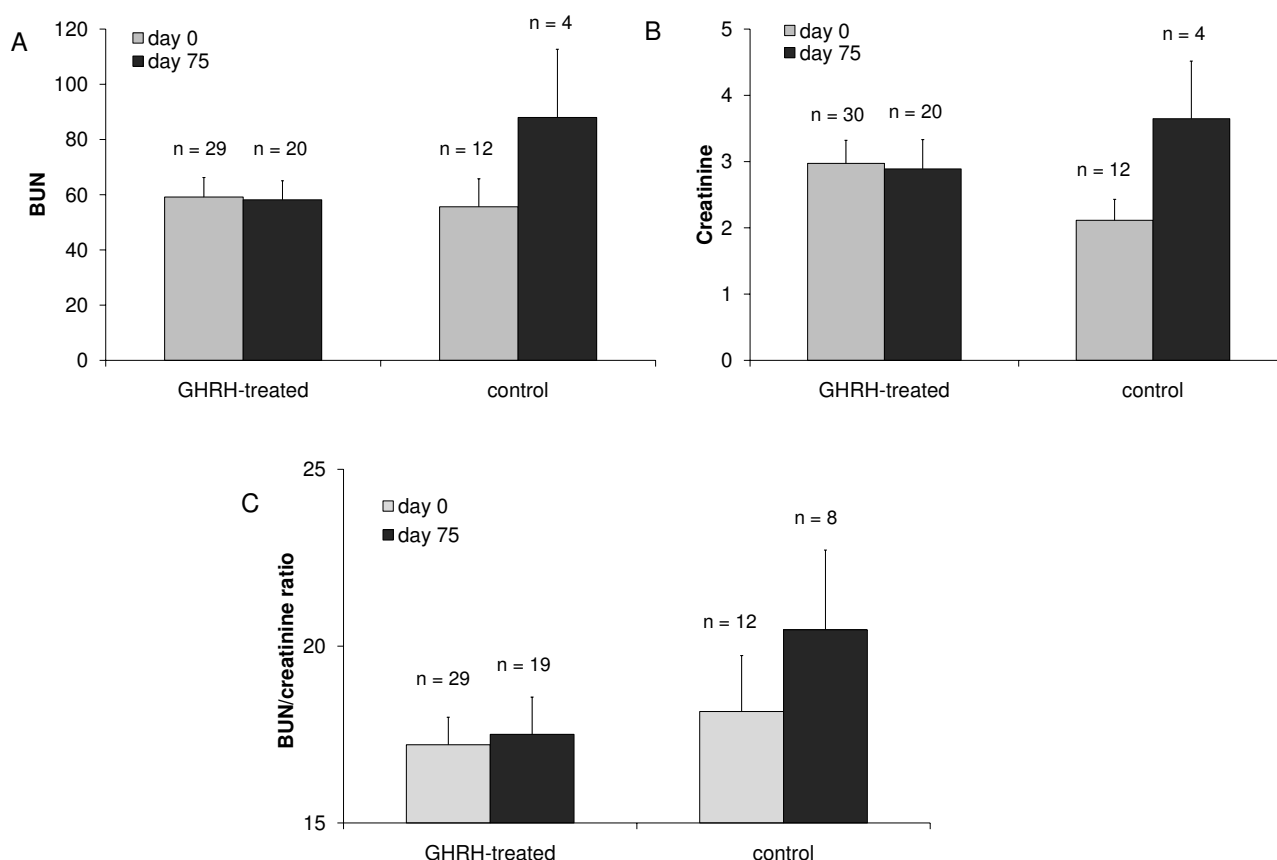 A
BUN
120
100
80
60
40
20
0
day 0
day 75
n = 29
n = 20
n = 12
n = 4
GHRH-treated
control
B
Creatinine
5
4
3
2
1
0
day 0
day 75
n = 30
n = 20
n = 12
n = 4
GHRH-treated
control
C
BUN/creatinine ratio
25
20
15
day 0
day 75
n = 29
n = 19
n = 12
n = 8
GHRH-treated
control